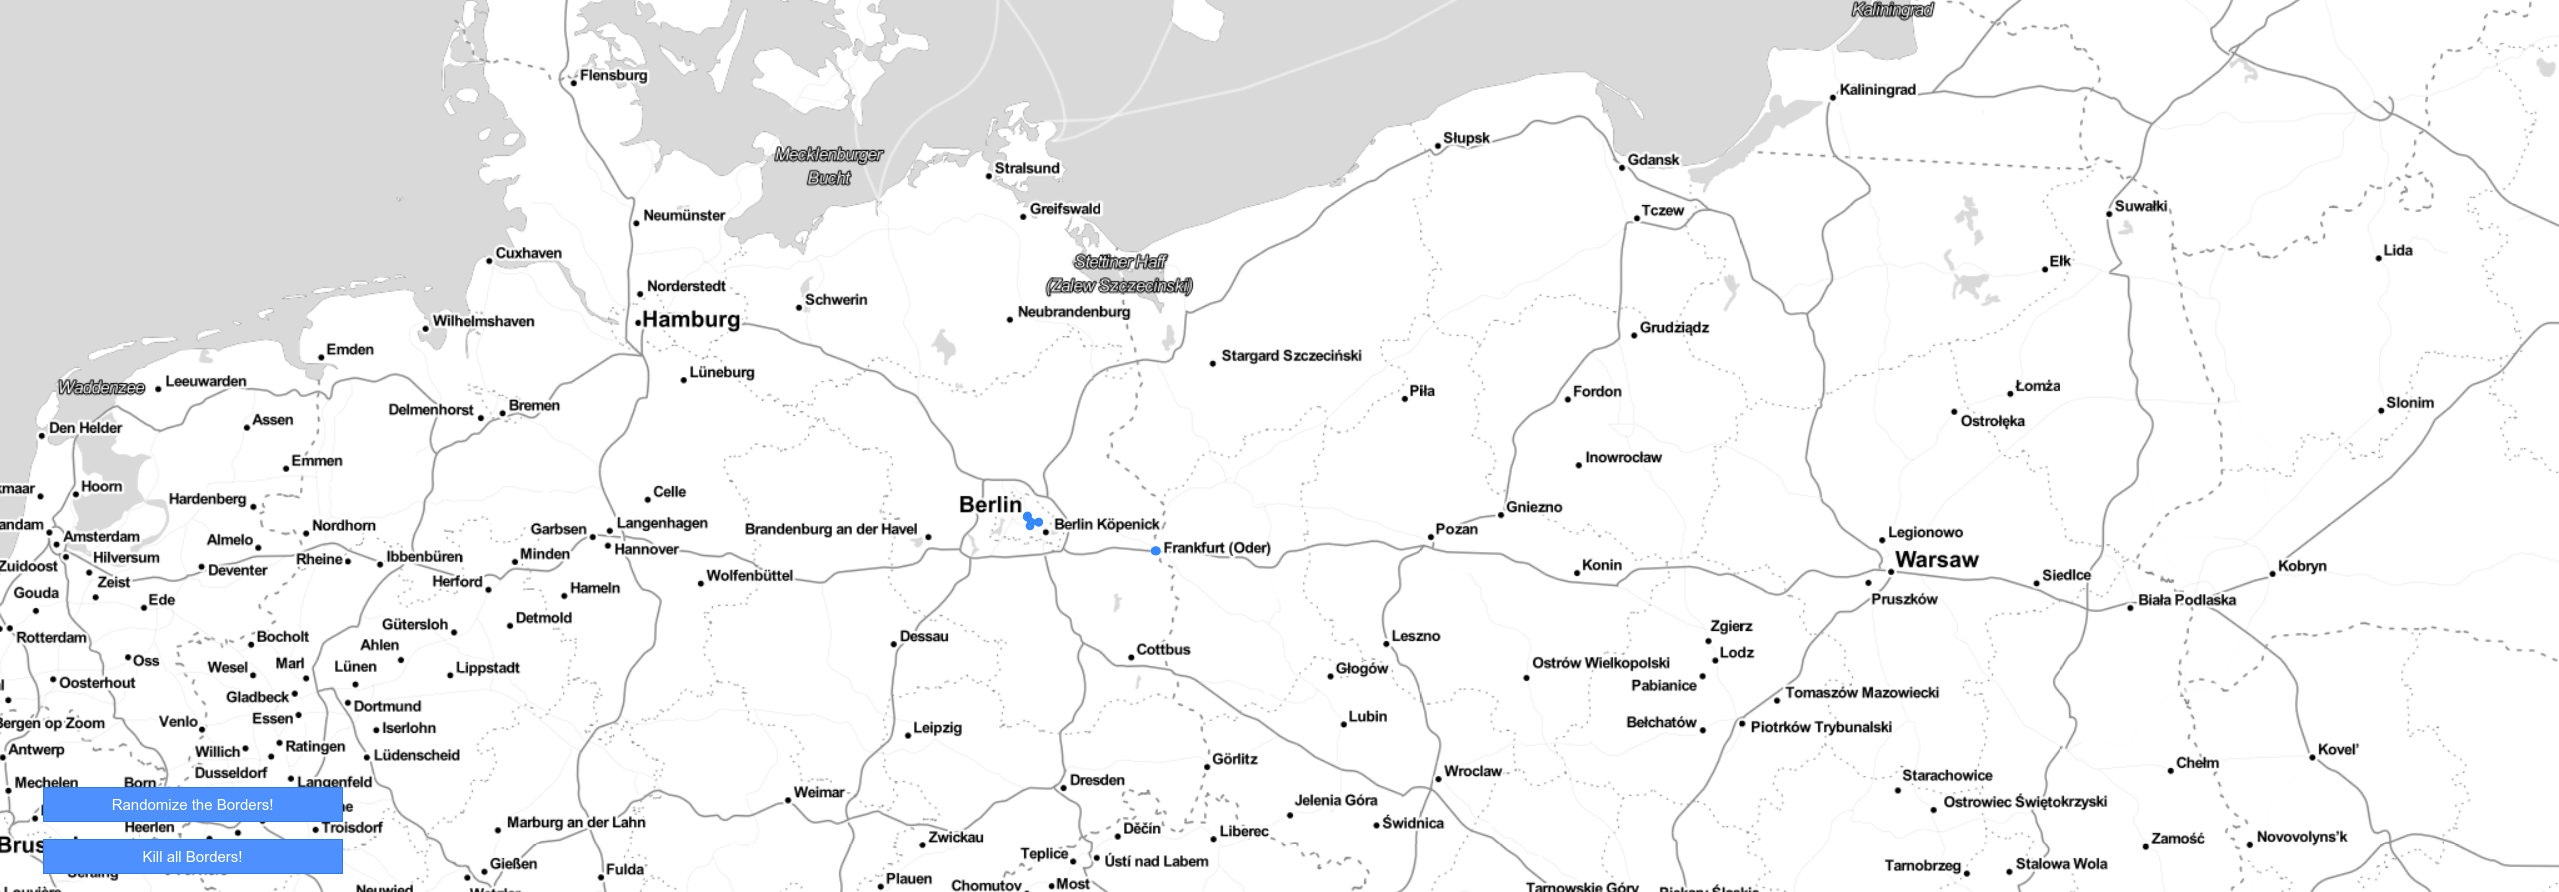 Kaliningrad
Flensburg
Kaliningrad
Słupsk
Mecklenburger
Bucht
Stralsund
Gdansk
Greifswald
Tczew
Suwałki
Neumünster
Cuxhaven
Lida
Stettiner Haff
(Zalew Szczecinski)
Ełk
Norderstedt
Schwerin
Neubrandenburg
Hamburg
Wilhelmshaven
Grudziądz
Emden
Stargard Szczeciński
Lüneburg
Waddenzee
Leeuwarden
Piła
Fordon
Łomża
Slonim
Delmenhorst
Bremen
Assen
Den Helder
Ostrołęka
Emmen
Inowrocław
Hoorn
Celle
Hardenberg
Berlin
Gniezno
Nordhorn
Langenhagen
Garbsen
Brandenburg an der Havel
Berlin Köpenick
Pozan
Legionowo
Amsterdam
Almelo
Hannover
Frankfurt (Oder)
Hilversum
Rheine
Ibbenbüren
Minden
Warsaw
Zuidoost
Deventer
Konin
Kobryn
Zeist
Herford
Wolfenbüttel
Siedlce
Gouda
Ede
Hameln
Pruszków
Biała Podlaska
Detmold
Gütersloh
Zgierz
Rotterdam
Bocholt
Dessau
Leszno
Ahlen
Cottbus
Lodz
Oss
Wesel
Marl
Lünen
Lippstadt
Głogów
Ostrów Wielkopolski
Oosterhout
Pabianice
Gladbeck
Tomaszów Mazowiecki
Dortmund
Bergen op Zoom
Venlo
Essen
Iserlohn
Leipzig
Lubin
Bełchatów
Piotrków Trybunalski
Antwerp
Willich
Ratingen
Lüdenscheid
Görlitz
Kovel’
Dusseldorf
Wroclaw
Chełm
Mechelen
Born
Langenfeld
Dresden
Starachowice
Weimar
Randomize the Borders!
Jelenia Góra
Ostrowiec Świętokrzyski
Heerlen
Troisdorf
Marburg an der Lahn
Zwickau
Děčín
Liberec
Świdnica
Zamość
Novovolyns’k
Kill all Borders!
Teplice
Ústí nad Labem
Gießen
Fulda
Tarnobrzeg
Stalowa Wola
Plauen
Chomutov
Most
Neuwied
Tarnowskie Góry